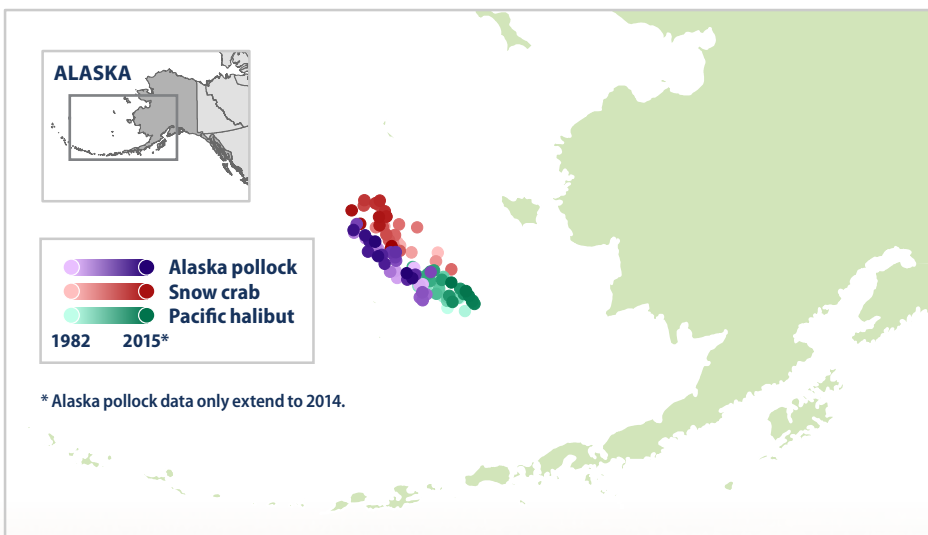 ALASKA
Alaska pollock
Snow crab
Pacific halibut
1982 2015*
* Alaska pollock data only extend to 2014.